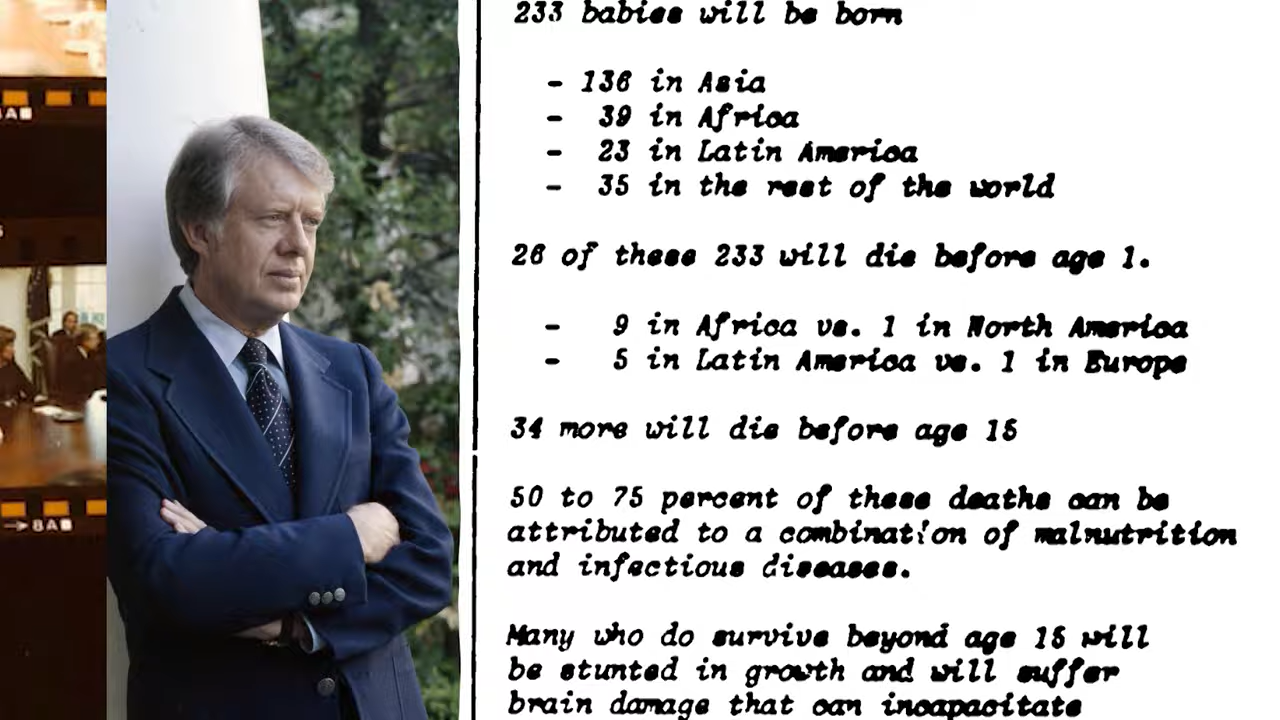 233 babies will be born
- 136 in Asia
- 39 in Africa
- 23 in Latin America
- 35 in the rest of the world
26 of these 233 will die before age 1.
- 9 in Africa vs. 1 in North America
- 5 in Latin America vs. 1 in Europe
34 more will die before age 15
50 to 75 percent of these deaths can be
attributed to a combination of malnutrition
and infectious diseases.
Many who do survive beyond age 15 will
be stunted in growth and will suffer
brain damage that can incapacitate
→8A